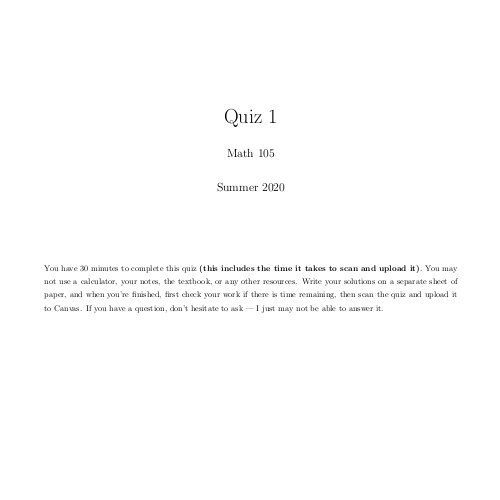 Quiz 1
Math 105
Summer 2020
You have 30 minutes to complete this quiz (this includes the time it takes to scan and upload it). You may
not use a calculator, your notes, the textbook, or any other resources. Write your solutions on a separate sheet of
paper, and when you're finished, first check your work if there is time remaining, then scan the quiz and upload it
to Canvas. If you have a question, don't hesitate to ask — I just may not be able to answer it.